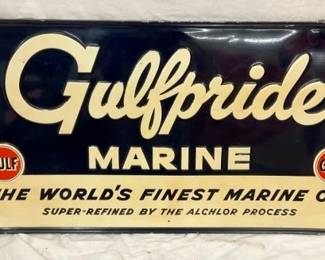 Gulfpride
MARINE
ULF G
HE WORLD'S FINEST MARINE O
SUPER-REFINED BY THE ALCHLOR PROCESS